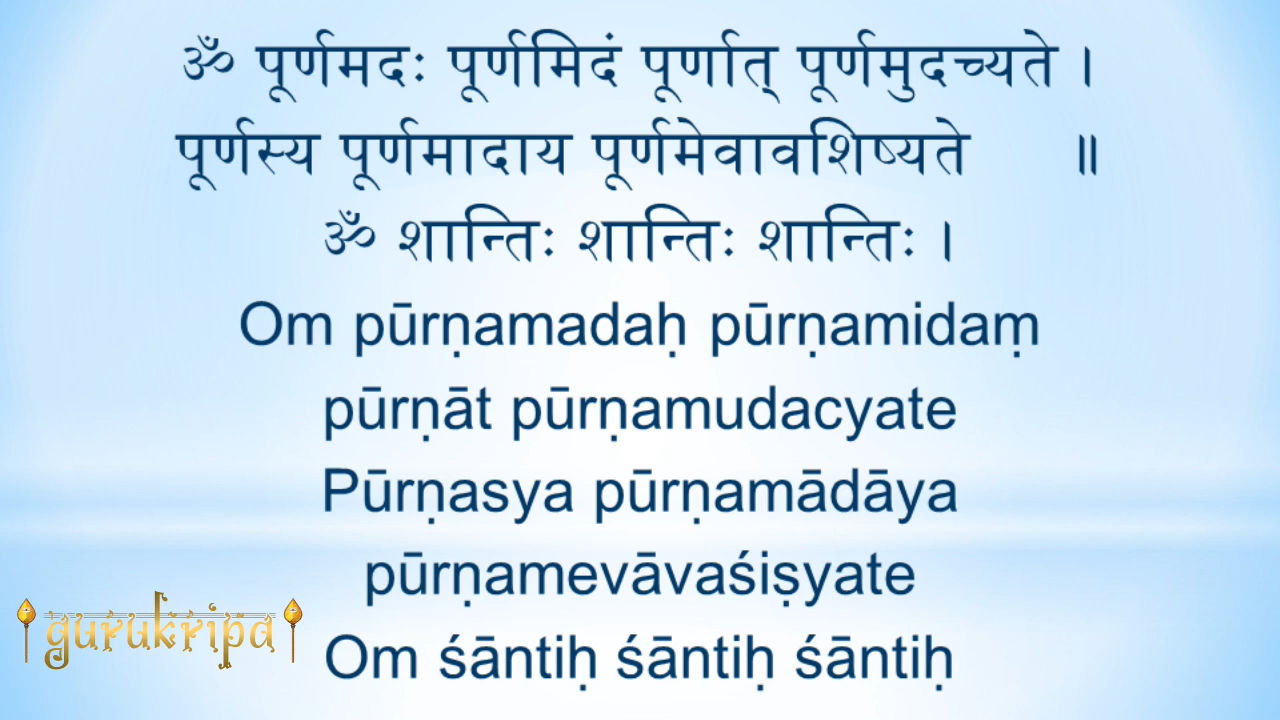 ॐ पूर्णमदः पूर्णमिदं पूर्णात् पूर्णमुदच्यते ।
पूर्णस्य पूर्णमादाय पूर्णमेवावशिष्यते ॥
ॐ शान्तिः शान्तिः शान्तिः ।
Om pūrṇamadaḥ pūrṇamidaṃ
pūrṇāt pūrṇamudacyate
Pūrṇasya pūrṇamādāya
pūrṇamevāvaśiṣyate
gurukripa
Om śāntiḥ śāntiḥ śāntiḥ